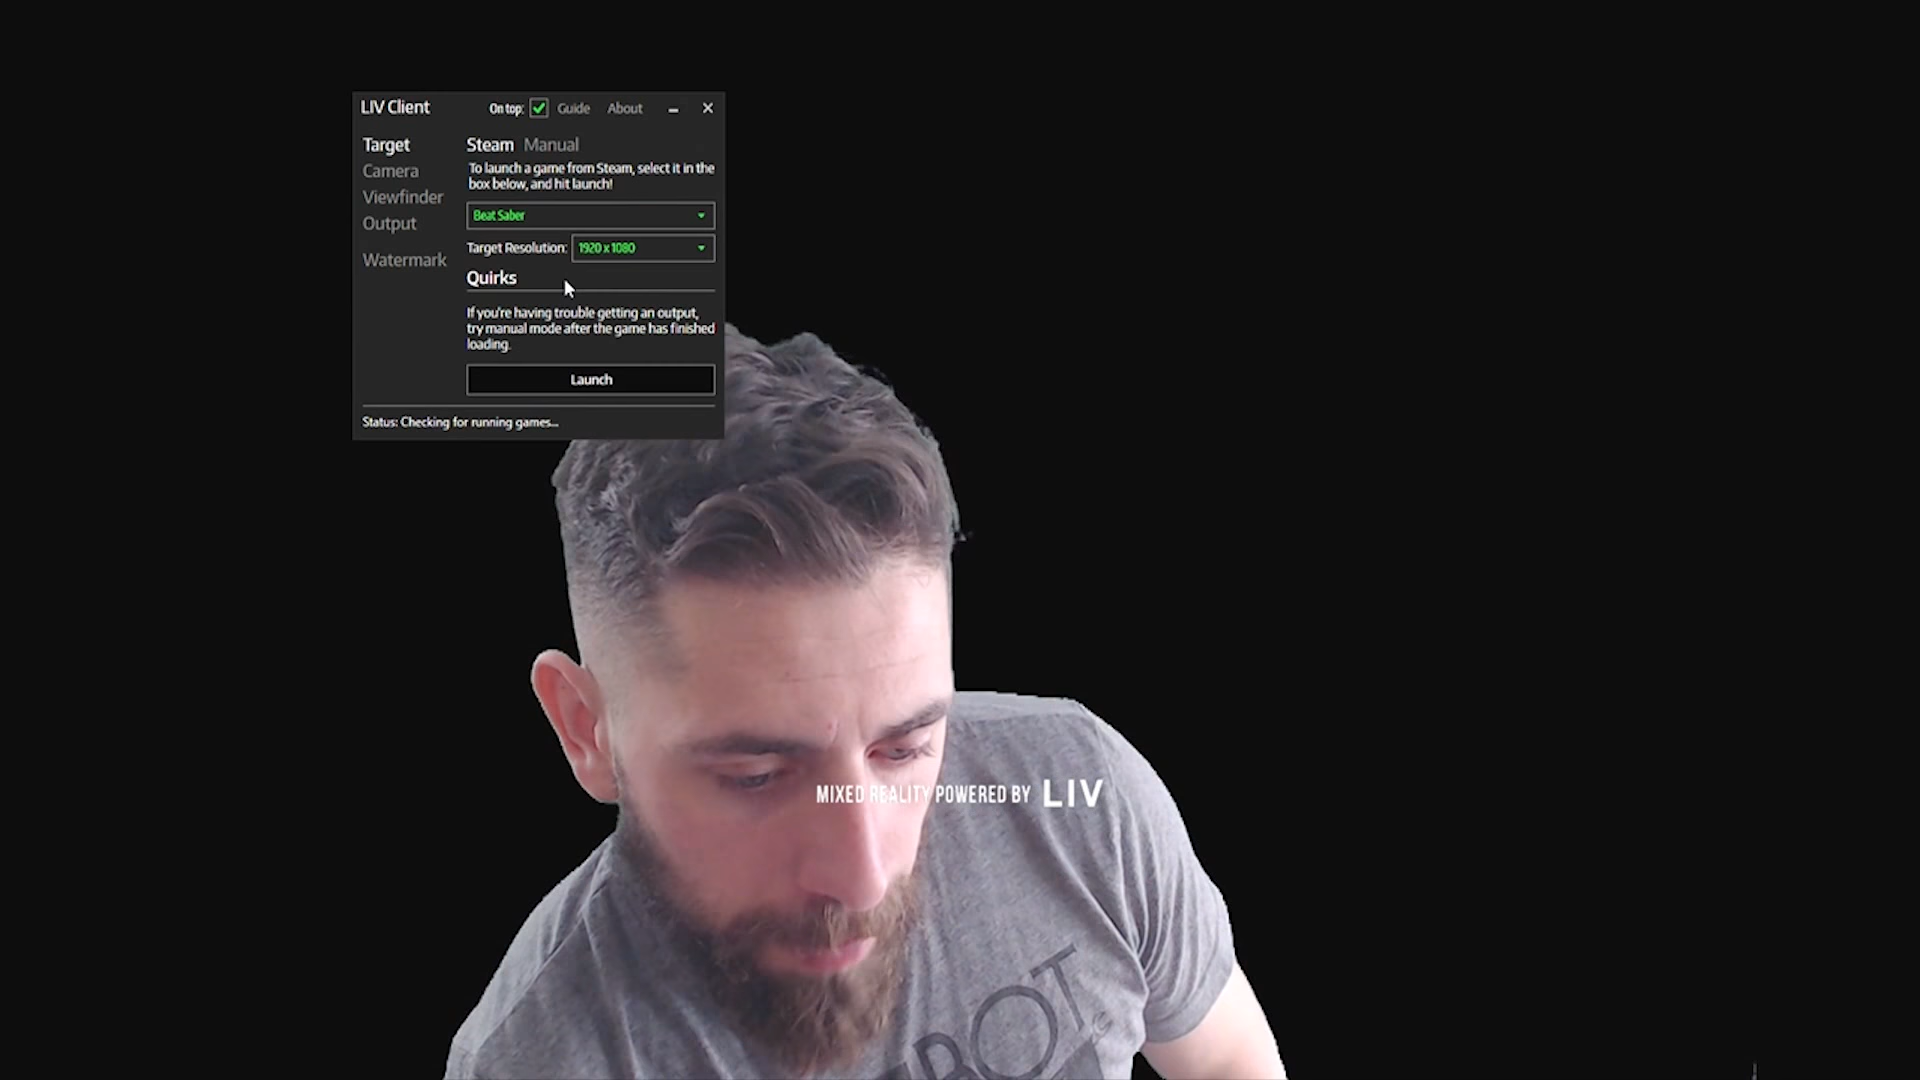 LIV Client
On top: Guide About
Target
Camera
Viewfinder
Output
Watermark
Steam Manual
To launch a game from Steam, select it in the
box below, and hit launch!
Beat Saber
Target Resolution: 1920 x 1080
Quirks
If you're having trouble getting an output,
try manual mode after the game has finished
loading.
Launch
Status: Checking for running games...
MIXED REALITY POWERED BY LIV
BOT